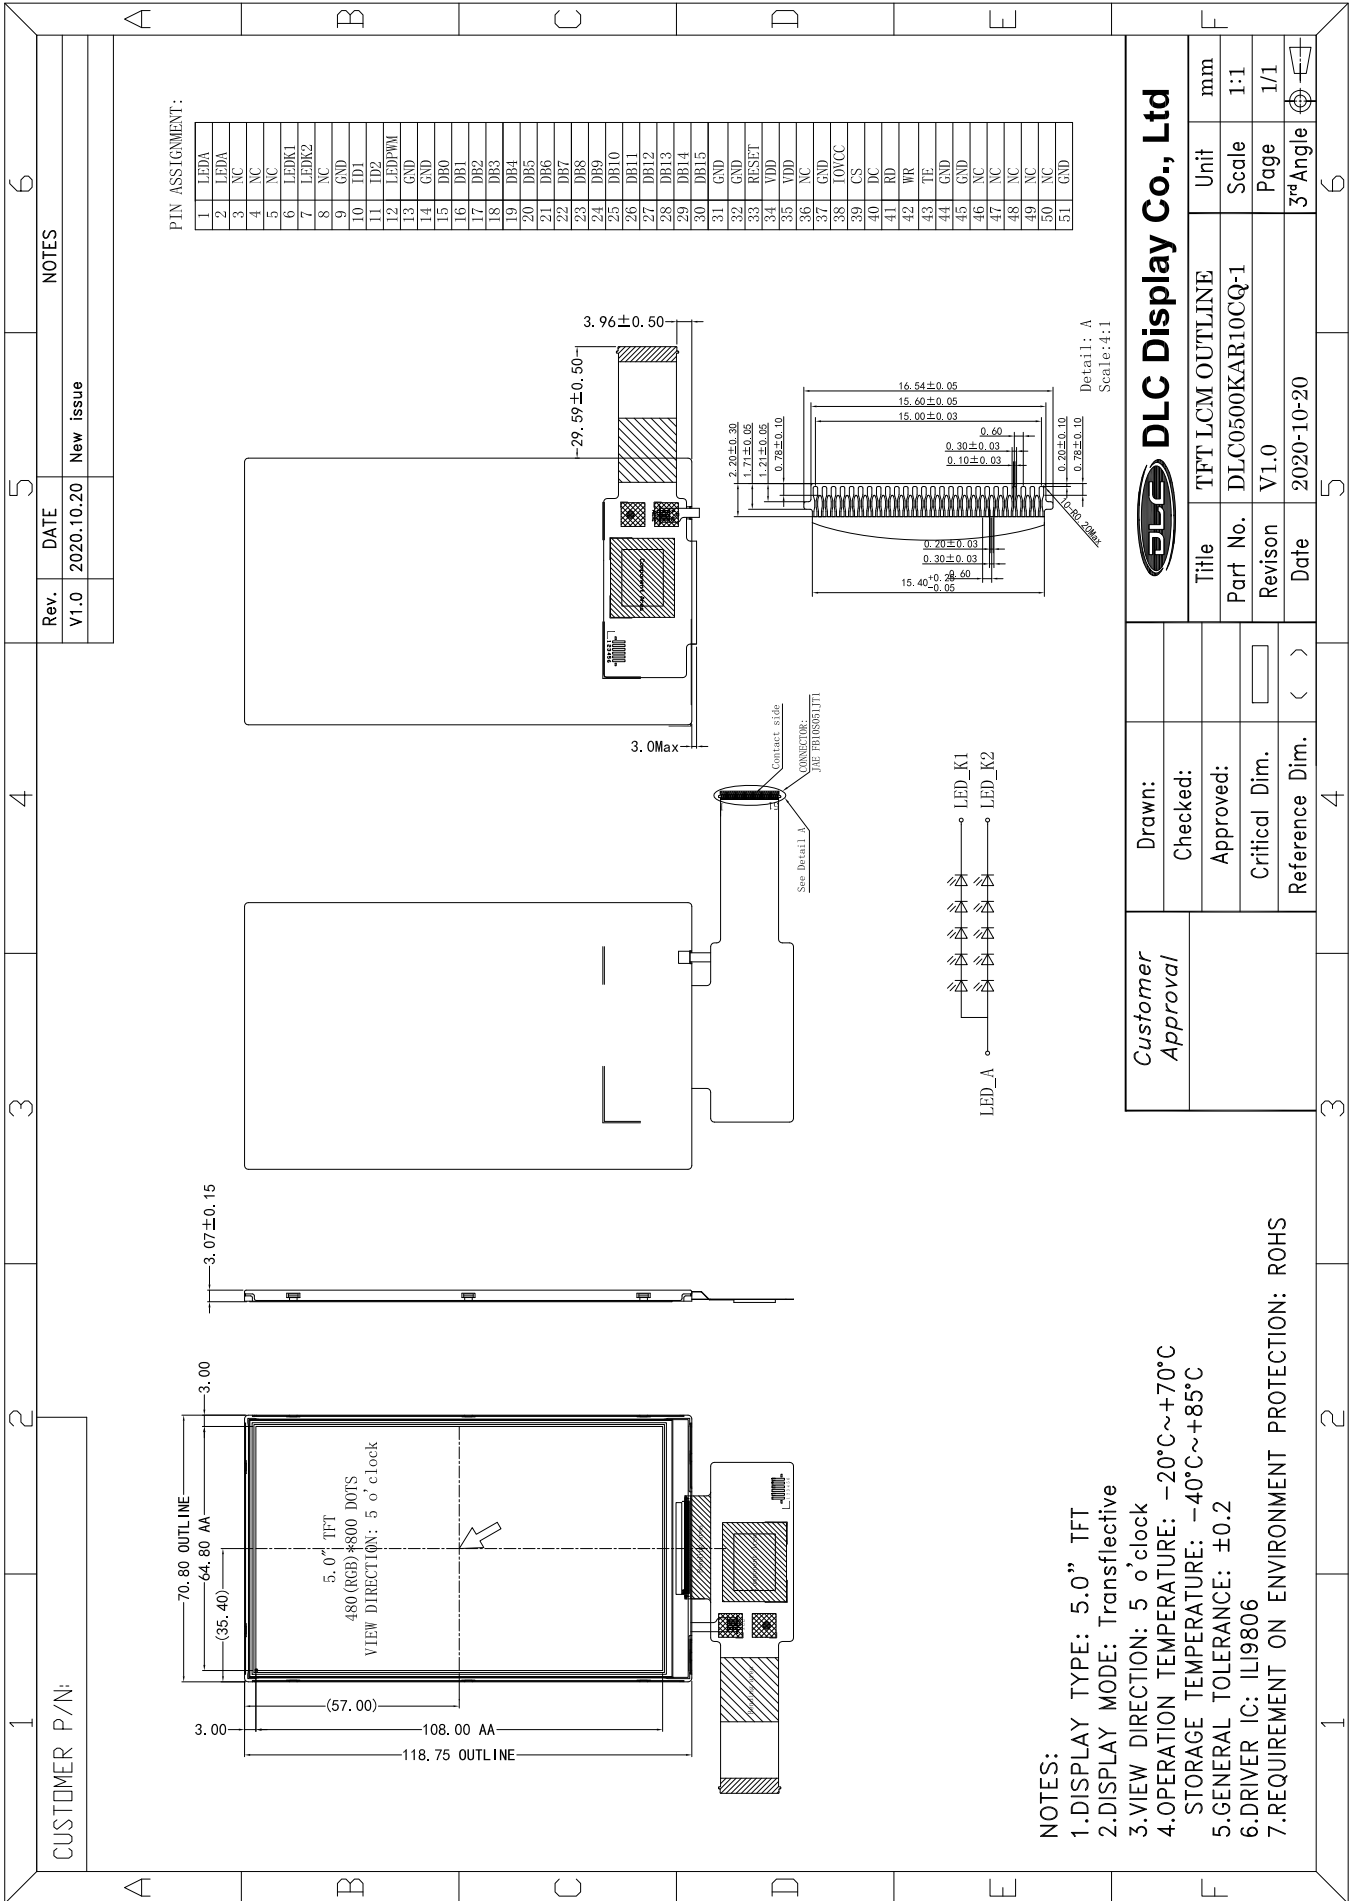 1
2
3
4
5
6
A
B
C
D
E
F
CUSTOMER P/N:
Rev. DATE NOTES
V1.0 2020.10.20 New issue
70.80 OUTLINE
64.80 AA
3.00
(35.40)
3.00
(57.00)
108.00 AA
118.75 OUTLINE
5.0" TFT
480(RGB)*800 DOTS
VIEW DIRECTION: 5 o'clock
3.07±0.15
3.0Max
29.59±0.50
3.96±0.50
123456
See Detail A
Contact side
CONNECTOR:
JAE FB10S051JT1
LED_A
LED_K1
LED_K2
2.20±0.30
1.71±0.05
1.21±0.05
0.78±0.10
16.54±0.05
15.60±0.05
15.00±0.03
0.60
0.30±0.03
0.10±0.03
0.20±0.10
0.78±0.10
0.20±0.03
0.30±0.03
0.60
Detail: A
Scale:4:1
PIN ASSIGNMENT:
1 LEDA
2 LEDA
3 NC
4 NC
5 NC
6 LEDK1
7 LEDK2
8 NC
9 GND
10 ID1
11 ID2
12 LEDPWM
13 GND
14 GND
15 DB0
16 DB1
17 DB2
18 DB3
19 DB4
20 DB5
21 DB6
22 DB7
23 DB8
24 DB9
25 DB10
26 DB11
27 DB12
28 DB13
29 DB14
30 DB15
31 GND
32 GND
33 RESET
34 VDD
35 VDD
36 NC
37 GND
38 IOVCC
39 CS
40 DC
41 RD
42 WR
43 TE
44 GND
45 GND
46 NC
47 NC
48 NC
49 NC
50 NC
51 GND
NOTES:
1.DISPLAY TYPE: 5.0" TFT
2.DISPLAY MODE: Transflective
3.VIEW DIRECTION: 5 o'clock
4.OPERATION TEMPERATURE: -20°C~+70°C
STORAGE TEMPERATURE: -40°C~+85°C
5.GENERAL TOLERANCE: ±0.2
6.DRIVER IC: ILI9806
7.REQUIREMENT ON ENVIRONMENT PROTECTION: ROHS
Customer
Approval
Drawn:
Checked:
Approved:
Critical Dim.
Reference Dim. ( )
DLC DLC Display Co., Ltd
Title TFT LCM OUTLINE Unit mm
Part No. DLC0500KAR10CQ-1 Scale 1:1
Revison V1.0 Page 1/1
Date 2020-10-20 3rd Angle
A
B
C
D
E
F
1
2
3
4
5
6